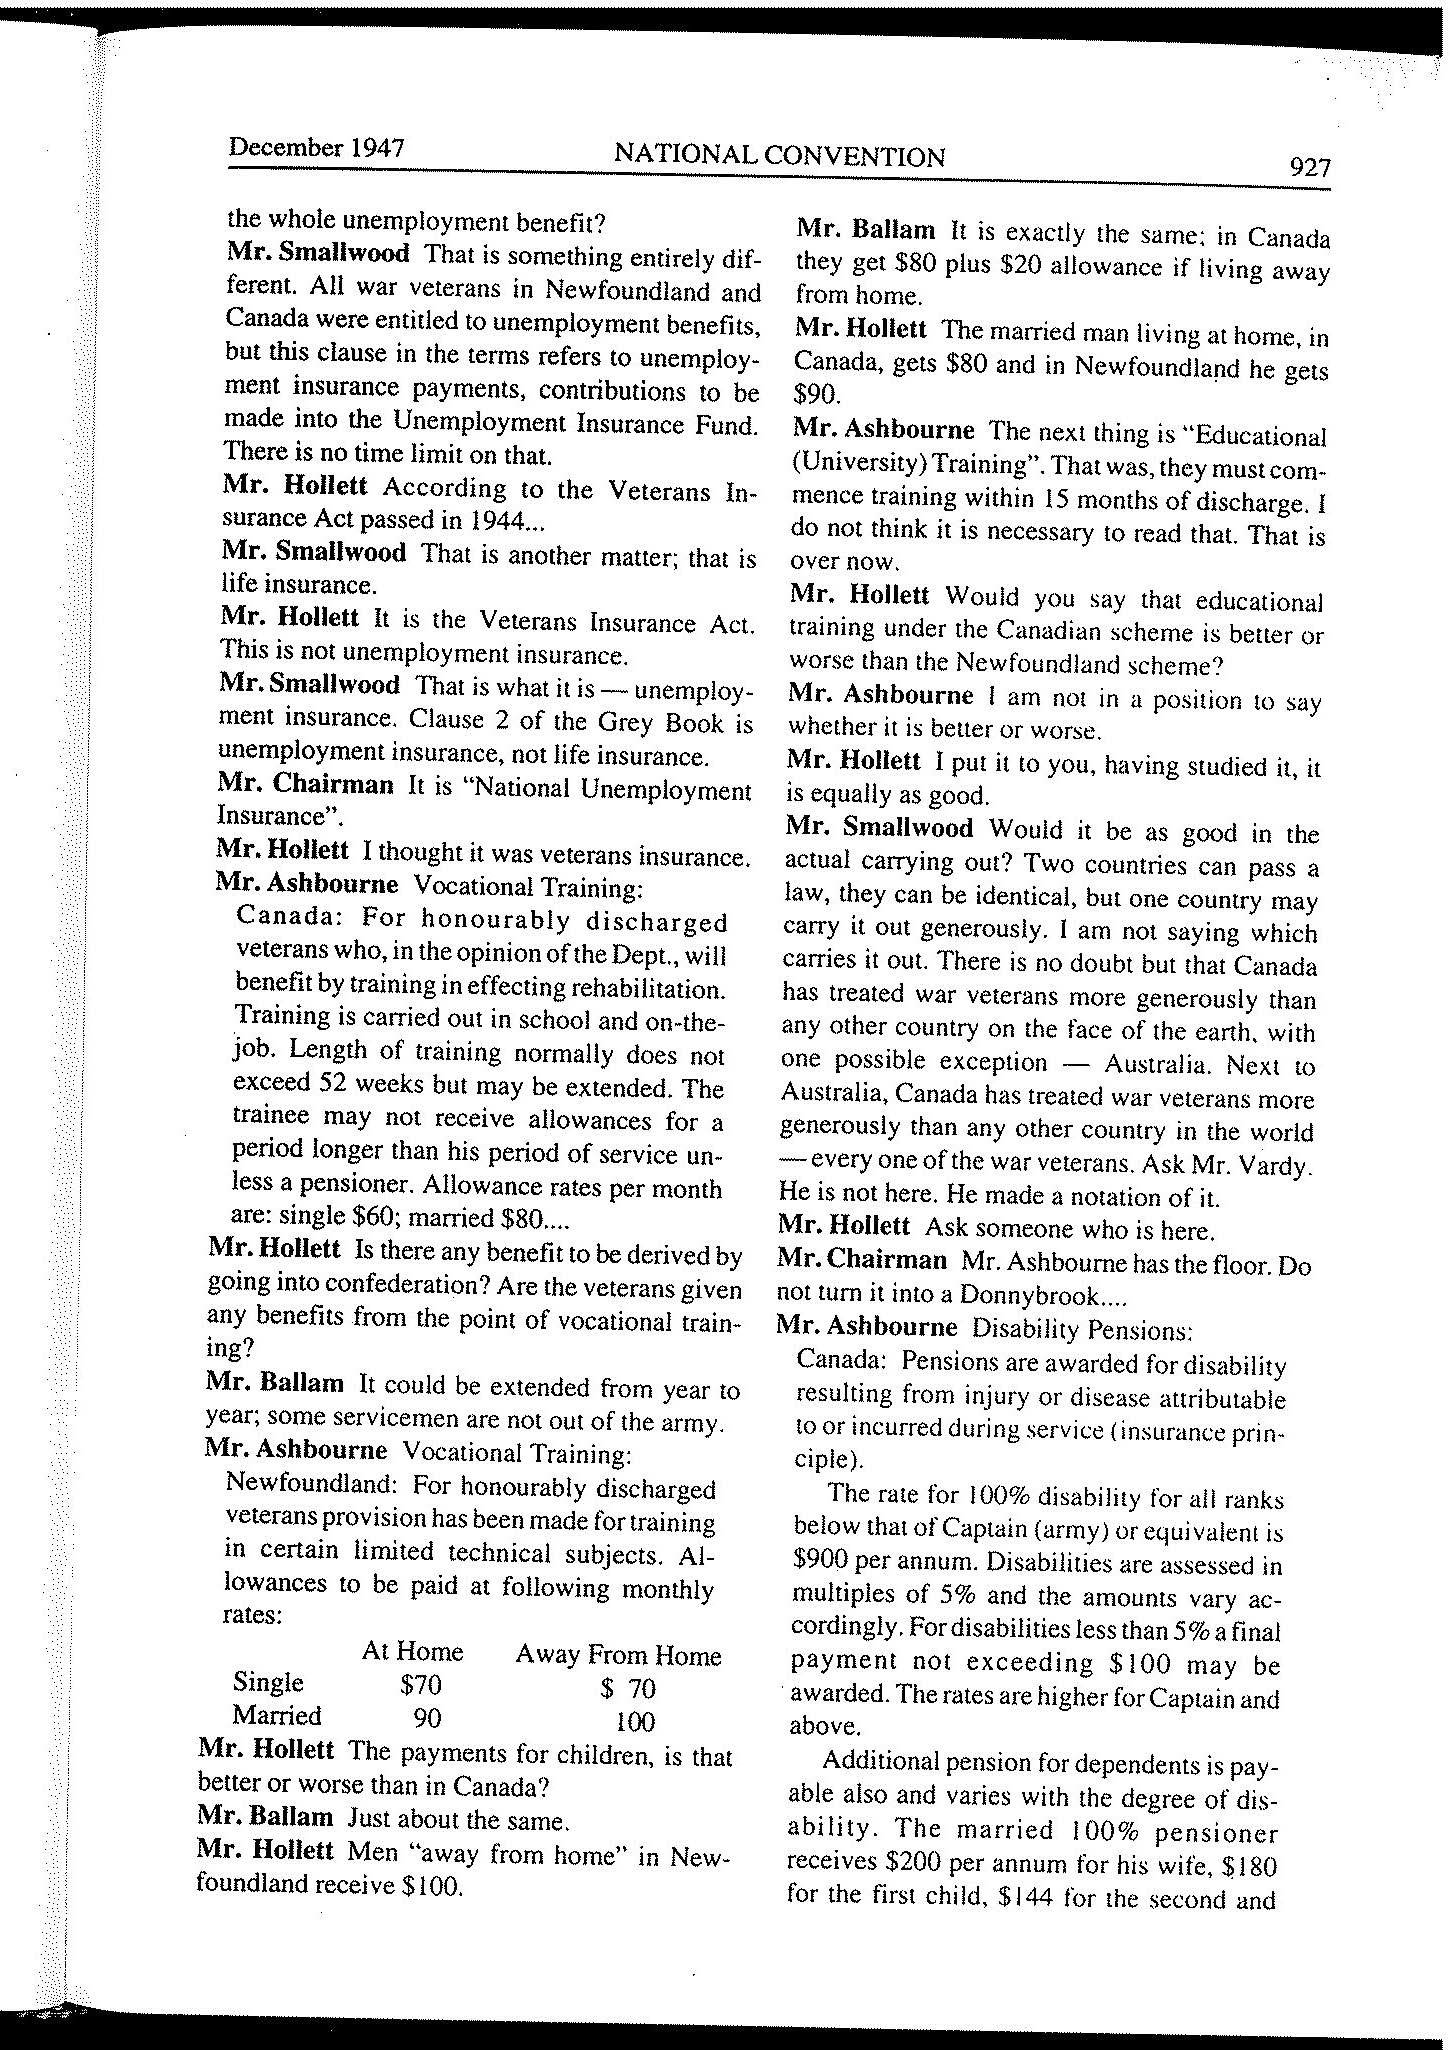 December 1947
NATIONAL CONVENTION
927
the whole unemployment benefit?
Mr. Smallwood That is something entirely dif-
ferent. All war veterans in Newfoundland and
Canada were entitled to unemployment benefits,
but this clause in the terms refers to unemploy-
ment insurance payments, contributions to be
made into the Unemployment Insurance Fund.
There is no time limit on that.
Mr. Hollett According to the Veterans In-
surance Act passed in 1944...
Mr. Smallwood That is another matter; that is
life insurance.
Mr. Hollett It is the Veterans Insurance Act.
This is not unemployment insurance.
Mr. Smallwood That is what it is — unemploy-
ment insurance. Clause 2 of the Grey Book is
unemployment insurance, not life insurance.
Mr. Chairman It is "National Unemployment
Insurance".
Mr. Hollett I thought it was veterans insurance.
Mr. Ashbourne Vocational Training:
Canada: For honourably discharged
veterans who, in the opinion of the Dept., will
benefit by training in effecting rehabilitation.
Training is carried out in school and on-the-
job. Length of training normally does not
exceed 52 weeks but may be extended. The
trainee may not receive allowances for a
period longer than his period of service un-
less a pensioner. Allowance rates per month
are: single $60; married $80....
Mr. Hollett Is there any benefit to be derived by
going into confederation? Are the veterans given
any benefits from the point of vocational train-
ing?
Mr. Ballam It could be extended from year to
year; some servicemen are not out of the army.
Mr. Ashbourne Vocational Training:
Newfoundland: For honourably discharged
veterans provision has been made for training
in certain limited technical subjects. Al-
lowances to be paid at following monthly
rates:
At Home Away From Home
Single $70 $ 70
Married 90 100
Mr. Hollett The payments for children, is that
better or worse than in Canada?
Mr. Ballam Just about the same.
Mr. Hollett Men "away from home" in New-
foundland receive $100.
Mr. Ballam It is exactly the same; in Canada
they get $80 plus $20 allowance if living away
from home.
Mr. Hollett The married man living at home, in
Canada, gets $80 and in Newfoundland he gets
$90.
Mr. Ashbourne The next thing is "Educational
(University) Training". That was, they must com-
mence training within 15 months of discharge. I
do not think it is necessary to read that. That is
over now.
Mr. Hollett Would you say that educational
training under the Canadian scheme is better or
worse than the Newfoundland scheme?
Mr. Ashbourne I am not in a position to say
whether it is better or worse.
Mr. Hollett I put it to you, having studied it, it
is equally as good.
Mr. Smallwood Would it be as good in the
actual carrying out? Two countries can pass a
law, they can be identical, but one country may
carry it out generously. I am not saying which
carries it out. There is no doubt but that Canada
has treated war veterans more generously than
any other country on the face of the earth, with
one possible exception — Australia. Next to
Australia, Canada has treated war veterans more
generously than any other country in the world
— every one of the war veterans. Ask Mr. Vardy.
He is not here. He made a notation of it.
Mr. Hollett Ask someone who is here.
Mr. Chairman Mr. Ashbourne has the floor. Do
not turn it into a Donnybrook....
Mr. Ashbourne Disability Pensions:
Canada: Pensions are awarded for disability
resulting from injury or disease attributable
to or incurred during service (insurance prin-
ciple).
The rate for 100% disability for all ranks
below that of Captain (army) or equivalent is
$900 per annum. Disabilities are assessed in
multiples of 5% and the amounts vary ac-
cordingly. For disabilities less than 5% a final
payment not exceeding $100 may be
awarded. The rates are higher for Captain and
above.
Additional pension for dependents is pay-
able also and varies with the degree of dis-
ability. The married 100% pensioner
receives $200 per annum for his wife, $180
for the first child, $144 for the second and